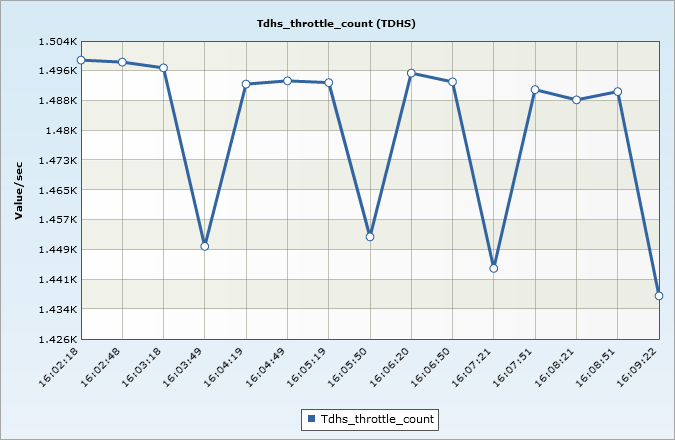 Tdhs_throttle_count (TDHS)
Value/sec
1.504K
1.496K
1.488K
1.48K
1.473K
1.465K
1.457K
1.449K
1.441K
1.434K
1.426K
16:02:18
16:02:48
16:03:18
16:03:49
16:04:19
16:04:49
16:05:19
16:05:50
16:06:20
16:06:50
16:07:21
16:07:51
16:08:21
16:08:51
16:09:22
Tdhs_throttle_count